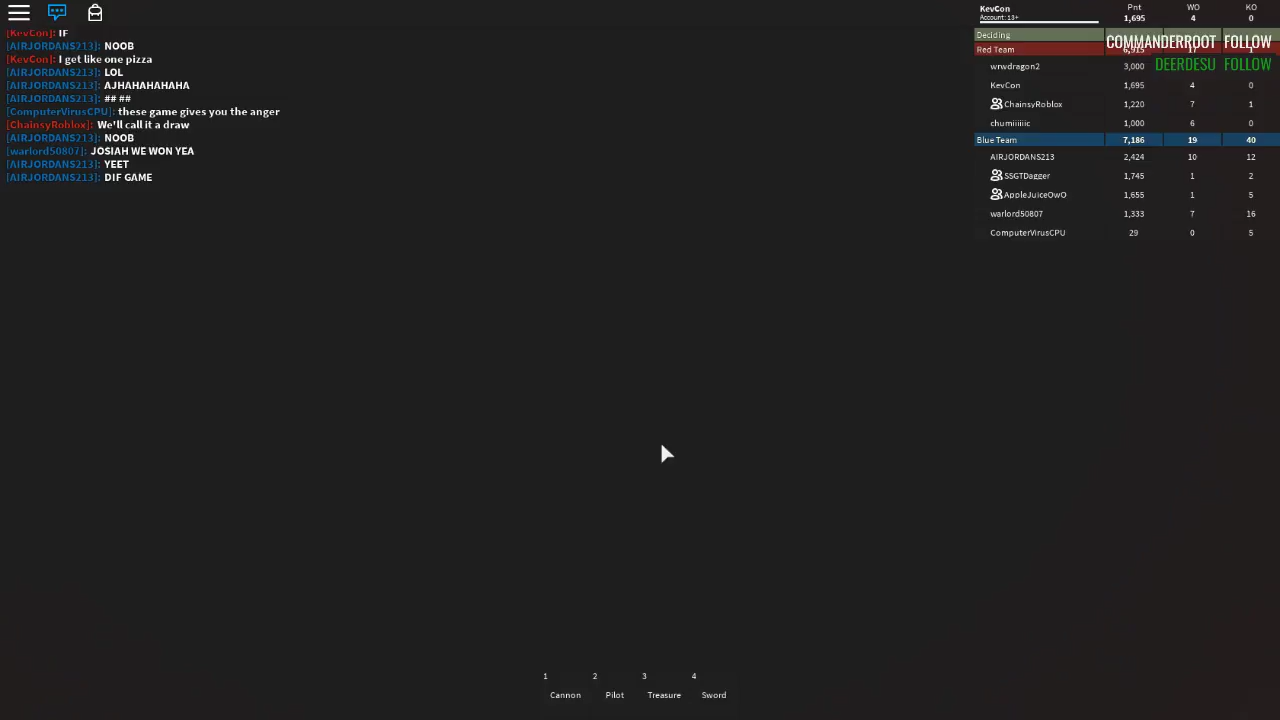 KevCon
Account: 13+
Pnt WO KO
1,695 4 0
[KevCon]: IF
[AIRJORDANS213]: NOOB
[KevCon]: I get like one pizza
[AIRJORDANS213]: LOL
[AIRJORDANS213]: AJHAHAHAHAHA
[AIRJORDANS213]: ## ##
[ComputerVirusCPU]: these game gives you the anger
[ChainsyRoblox]: We'll call it a draw
[AIRJORDANS213]: NOOB
[warlord50807]: JOSIAH WE WON YEA
[AIRJORDANS213]: YEET
[AIRJORDANS213]: DIF GAME
Deciding
COMMANDERROOT FOLLOW
Red Team 6,915 17 1
DEERDESU FOLLOW
wrwdragon2 3,000
KevCon 1,695 4 0
ChainsyRoblox 1,220 7 1
chumiiiiic 1,000 6 0
Blue Team 7,186 19 40
AIRJORDANS213 2,424 10 12
SSGTDagger 1,745 1 2
AppleJuiceOwO 1,655 1 5
warlord50807 1,333 7 16
ComputerVirusCPU 29 0 5
1 2 3 4
Cannon Pilot Treasure Sword